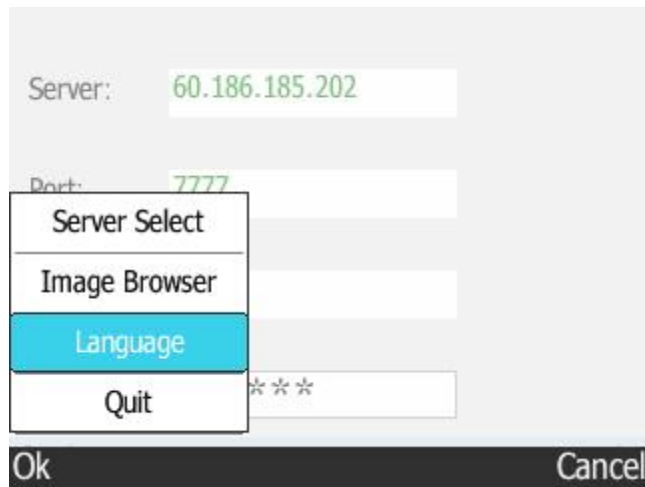 Server: 60.186.185.202
Port: 7777
Server Select
Image Browser
Language
Quit
***
Ok Cancel